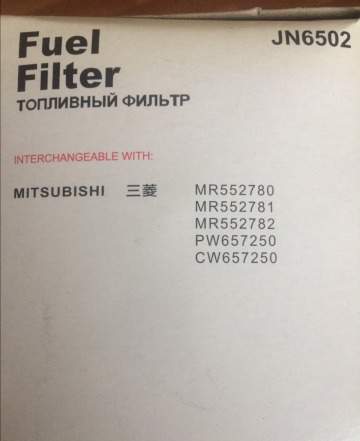 Fuel JN6502
Filter
ТОПЛИВНЫЙ ФИЛЬТР
INTERCHANGEABLE WITH:
MITSUBISHI 三菱 MR552780
MR552781
MR552782
PW657250
CW657250